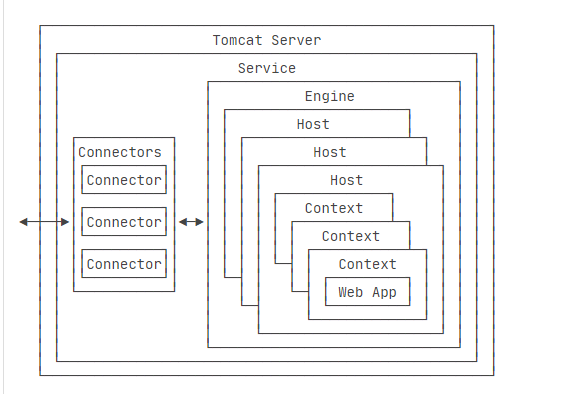 Tomcat Server
Service
Engine
Host
Connectors
Host
Connector
Host
Context
Connector
Context
Connector
Context
Web App